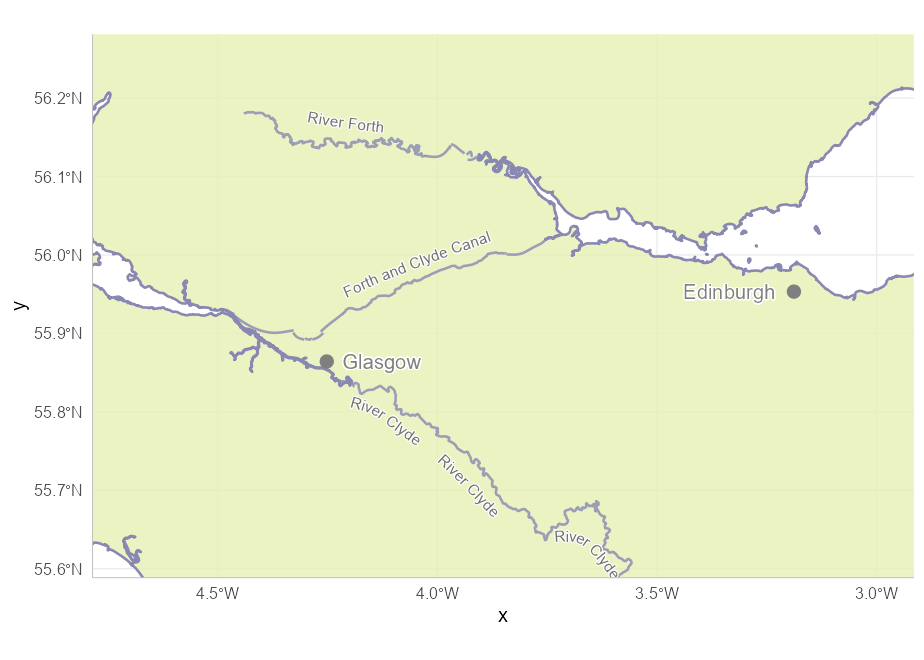 56.2°N
River Forth
56.1°N
56.0°N
Forth and Clyde Canal
Edinburgh
y
55.9°N
Glasgow
55.8°N
River Clyde
River Clyde
55.7°N
River Clyde
55.6°N
4.5°W
4.0°W
3.5°W
3.0°W
x